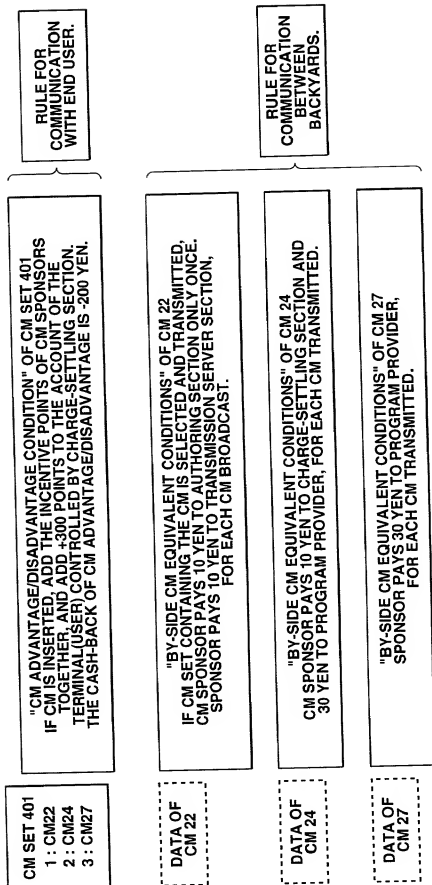 CM SET 401
1 : CM22
2 : CM24
3 : CM27
"CM ADVANTAGE/DISADVANTAGE CONDITION" OF CM SET 401
IF CM IS INSERTED, ADD THE INCENTIVE POINTS OF CM SPONSORS
TOGETHER, AND ADD +300 POINTS TO THE ACCOUNT OF THE
TERMINAL(USER) CONTROLLED BY CHARGE-SETTLING SECTION.
THE CASH-BACK OF CM ADVANTAGE/DISADVANTAGE IS -200 YEN.
RULE FOR
COMMUNICATION
WITH END USER.
DATA OF
CM 22
"BY-SIDE CM EQUIVALENT CONDITIONS" OF CM 22
IF CM SET CONTAINING THE CM IS SELECTED AND TRANSMITTED,
CM SPONSOR PAYS 10 YEN TO AUTHORING SECTION ONLY ONCE.
SPONSOR PAYS 10 YEN TO TRANSMISSION SERVER SECTION,
FOR EACH CM BROADCAST.
DATA OF
CM 24
"BY-SIDE CM EQUIVALENT CONDITIONS" OF CM 24
CM SPONSOR PAYS 10 YEN TO CHARGE-SETTLING SECTION AND
30 YEN TO PROGRAM PROVIDER, FOR EACH CM TRANSMITTED.
DATA OF
CM 27
"BY-SIDE CM EQUIVALENT CONDITIONS" OF CM 27
SPONSOR PAYS 30 YEN TO PROGRAM PROVIDER,
FOR EACH CM TRANSMITTED.
RULE FOR
COMMUNICATION
BETWEEN
BACKYARDS.